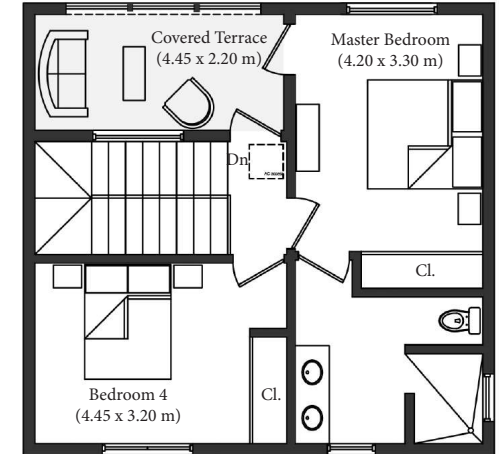 Covered Terrace
(4.45 x 2.20 m)
Master Bedroom
(4.20 x 3.30 m)
Dn
Cl.
Bedroom 4
(4.45 x 3.20 m)
Cl.